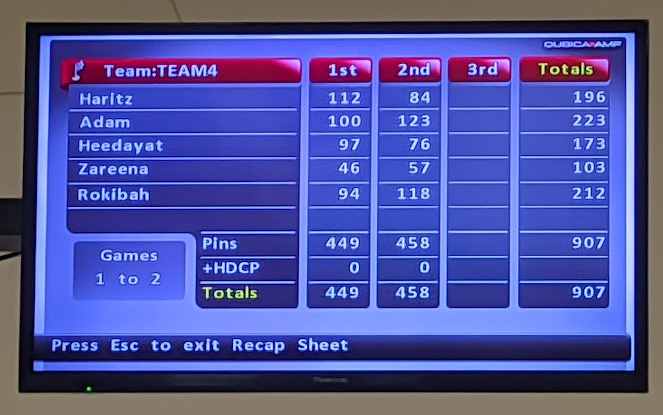 QUBICAAMF
Team:TEAM4 1st 2nd 3rd Totals
Haritz 112 84 196
Adam 100 123 223
Heedayat 97 76 173
Zareena 46 57 103
Rokibah 94 118 212
Games
1 to 2
Pins 449 458 907
+HDCP 0 0
Totals 449 458 907
Press Esc to exit Recap Sheet